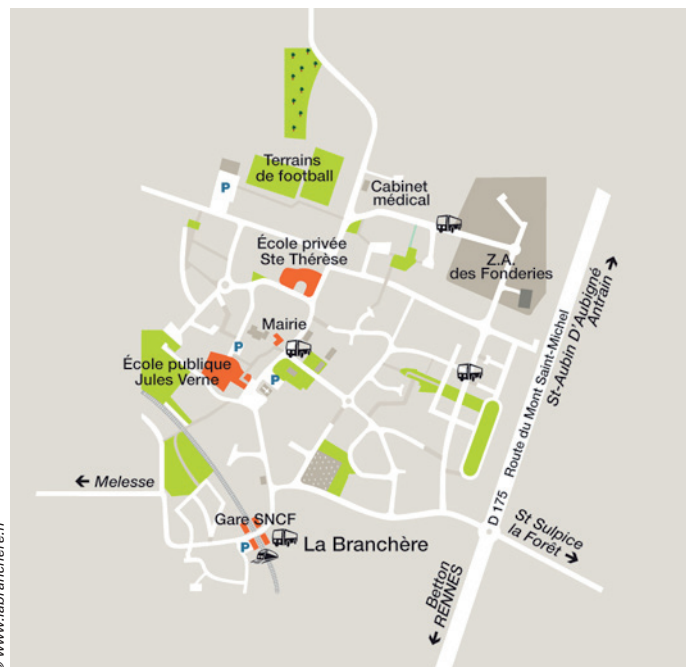 Terrains
de football
P
Cabinet
médical
École privée
Ste Thérèse
Z.A.
des Fonderies
Mairie
P
École publique
Jules Verne
P
Route du Mont Saint-Michel
St-Aubin D'Aubigné
Antrain
D 175
← Melesse
Gare SNCF
P
La Branchère
St Sulpice
la Forêt
Betton
RENNES
www.labranchere.fr